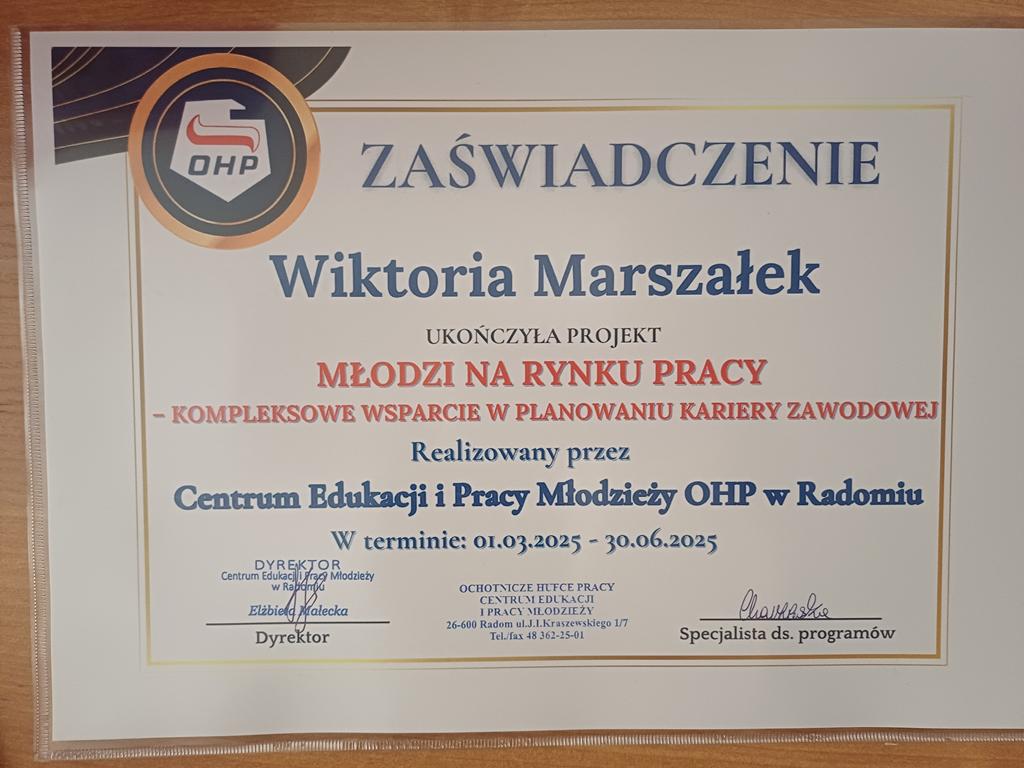 OHP
ZAŚWIADCZENIE
Wiktoria Marszałek
UKOŃCZYŁA PROJEKT
MŁODZI NA RYNKU PRACY
– KOMPLEKSOWE WSPARCIE W PLANOWANIU KARIERY ZAWODOWEJ
Realizowany przez
Centrum Edukacji i Pracy Młodzieży OHP w Radomiu
W terminie: 01.03.2025 - 30.06.2025
DYREKTOR
Centrum Edukacji i Pracy Młodzieży
w Radomiu
Elżbieta Małecka
Dyrektor
OCHOTNICZE HUFCE PRACY
CENTRUM EDUKACJI
I PRACY MŁODZIEŻY
26-600 Radom ul.J.I.Kraszewskiego 1/7
Tel./fax 48 362-25-01
Specjalista ds. programów